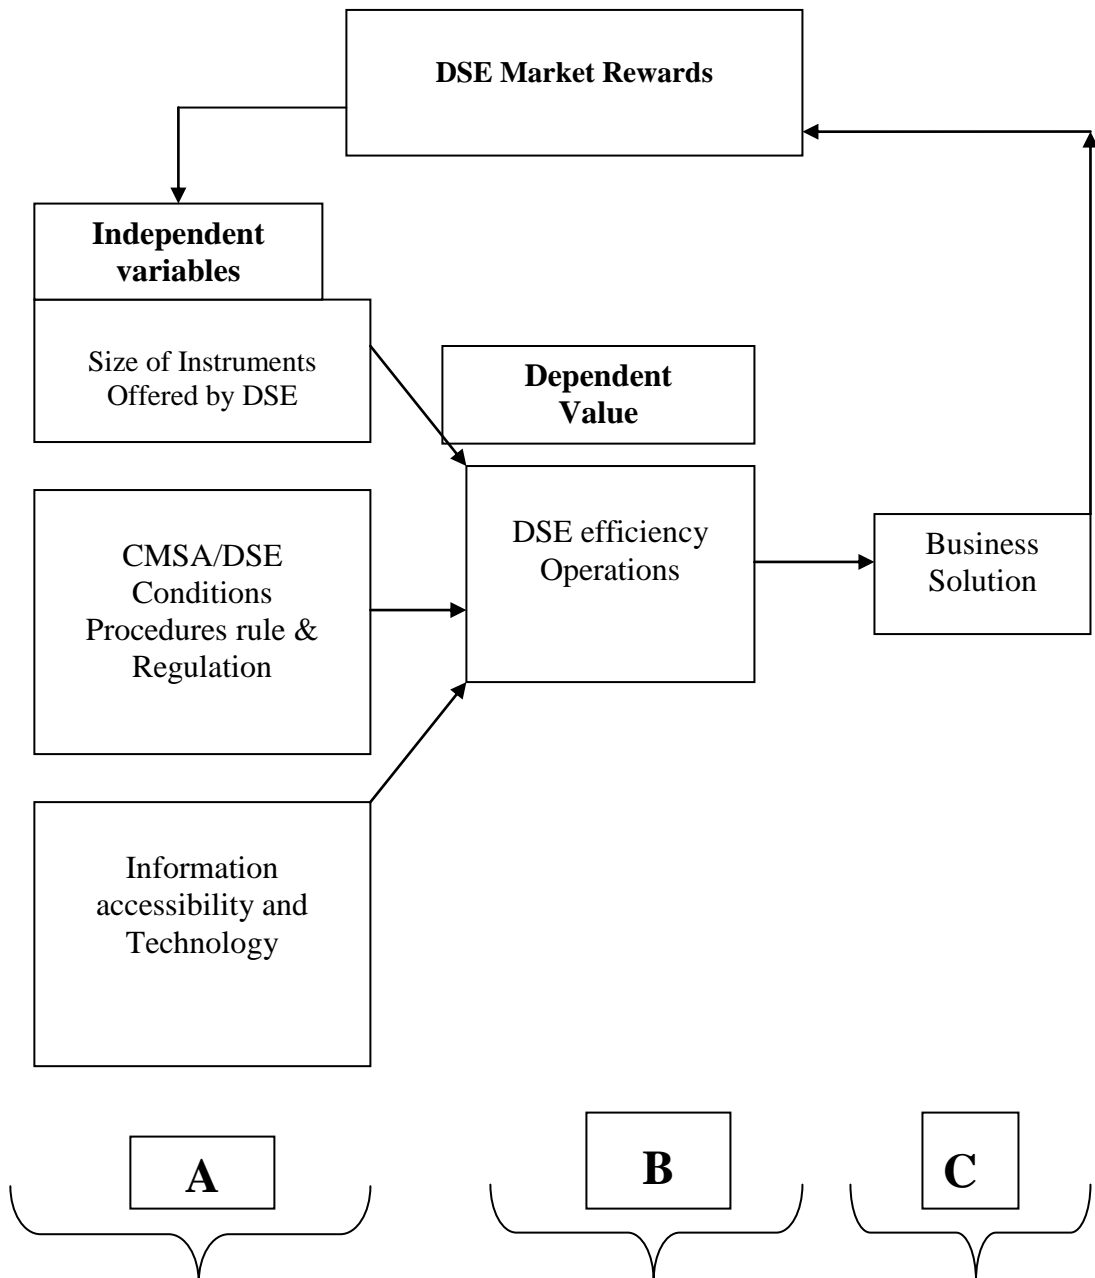 DSE Market Rewards
Independent
variables
Size of Instruments
Offered by DSE
Dependent
Value
CMSA/DSE
Conditions
Procedures rule &
Regulation
DSE efficiency
Operations
Business
Solution
Information
accessibility and
Technology
A
B
C